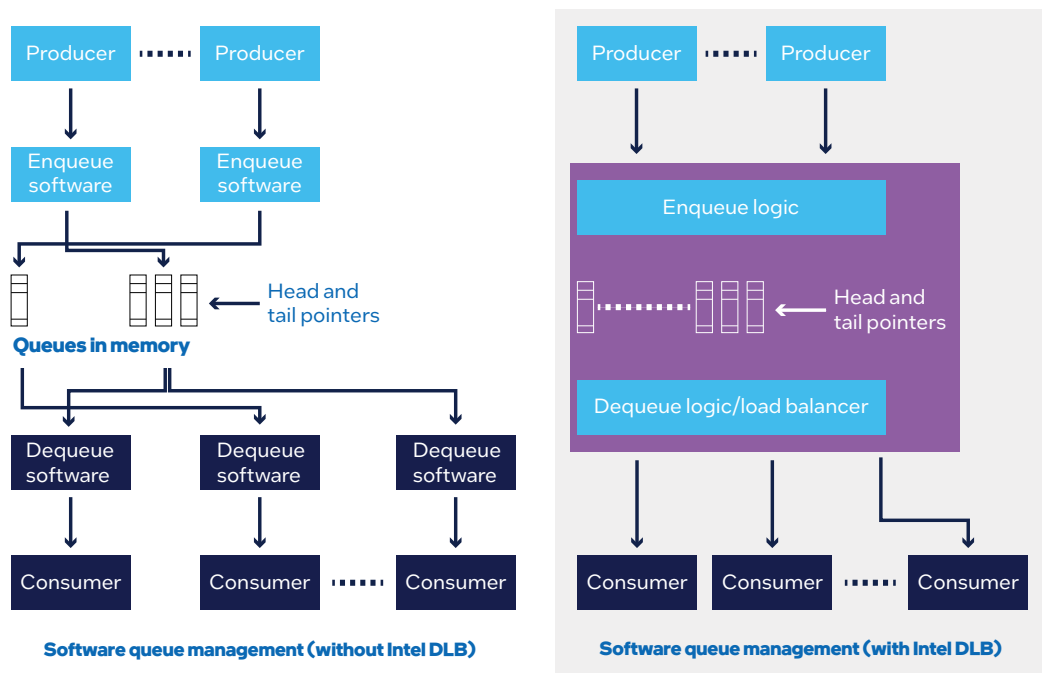 Producer
Producer
Enqueue
software
Enqueue
software
Head and
tail pointers
Queues in memory
Dequeue
software
Dequeue
software
Dequeue
software
Consumer
Consumer
Consumer
Software queue management (without Intel DLB)
Producer
Producer
Enqueue logic
Head and
tail pointers
Dequeue logic/load balancer
Consumer
Consumer
Consumer
Software queue management (with Intel DLB)